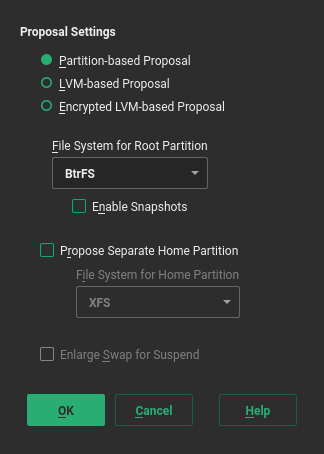 Proposal Settings
Partition-based Proposal
LVM-based Proposal
Encrypted LVM-based Proposal
File System for Root Partition
BtrFS
Enable Snapshots
Propose Separate Home Partition
File System for Home Partition
XFS
Enlarge Swap for Suspend
OK Cancel Help